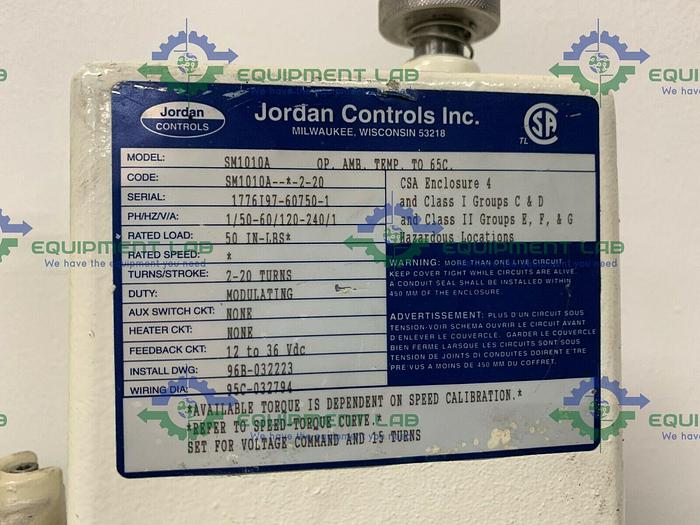 Jordan
CONTROLS
Jordan Controls Inc.
MILWAUKEE, WISCONSIN 53218
TL
SA
MODEL: SM1010A OP. AMB. TEMP. TO 65C.
CODE: SM1010A--*-2-20
SERIAL: 1776I97-60750-1
PH/HZ/V/A: 1/50-60/120-240/1
RATED LOAD: 50 IN-LBS*
RATED SPEED: *
TURNS/STROKE: 2-20 TURNS
DUTY: MODULATING
AUX SWITCH CKT: NONE
HEATER CKT: NONE
FEEDBACK CKT: 12 to 36 Vdc
INSTALL DWG: 96B-032223
WIRING DIA: 95C-032794
CSA Enclosure 4
and Class I Groups C & D
and Class II Groups E, F, & G
Hazardous Locations
WARNING: MORE THAN ONE LIVE CIRCUIT.
KEEP COVER TIGHT WHILE CIRCUITS ARE ALIVE.
A CONDUIT SEAL SHALL BE INSTALLED WITHIN
450 MM OF THE ENCLOSURE.
ADVERTISSEMENT: PLUS D'UN CIRCUIT SOUS
TENSION-VOIR SCHEMA OUVRIR LE CIRCUIT AVANT
D'ENLEVER LE COUVERCLE. GARDER LE COUVERCLE
BIEN FERME LARSQUE LES CIRCUITS SONT SOUS
TENSION DE JOINTS DI CONDUITES DOIRENT E'TRE
PRE VUS A MOINS DE 450 MM DU COFFRET.
*AVAILABLE TORQUE IS DEPENDENT ON SPEED CALIBRATION.*
*REFER TO SPEED TORQUE CURVE.*
SET FOR VOLTAGE COMMAND AND 15 TURNS
EQUIPMENT LAB
We have the equipment you need